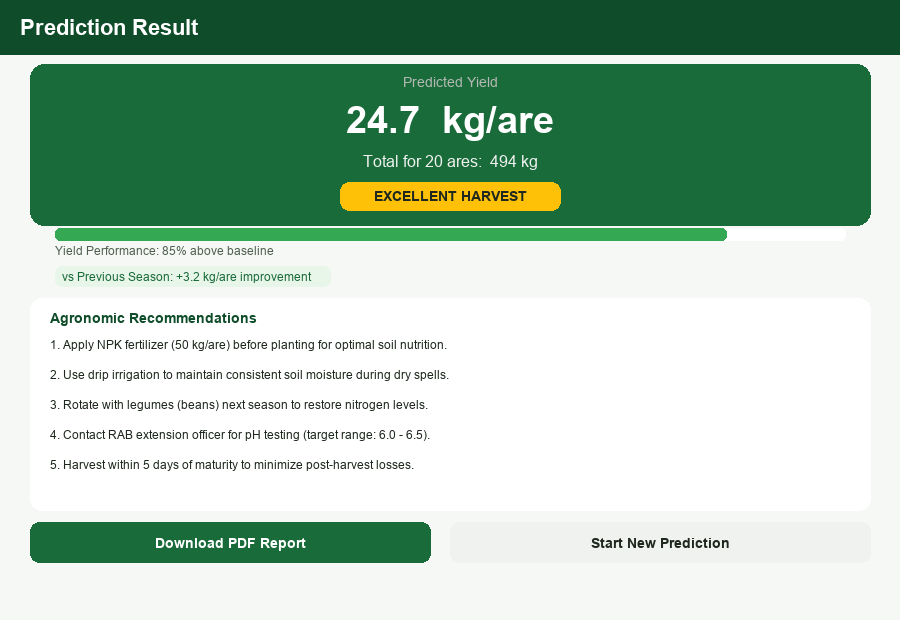 Prediction Result
Predicted Yield
24.7 kg/are
Total for 20 ares: 494 kg
EXCELLENT HARVEST
Yield Performance: 85% above baseline
vs Previous Season: +3.2 kg/are improvement
Agronomic Recommendations
1. Apply NPK fertilizer (50 kg/are) before planting for optimal soil nutrition.
2. Use drip irrigation to maintain consistent soil moisture during dry spells.
3. Rotate with legumes (beans) next season to restore nitrogen levels.
4. Contact RAB extension officer for pH testing (target range: 6.0 - 6.5).
5. Harvest within 5 days of maturity to minimize post-harvest losses.
Download PDF Report
Start New Prediction